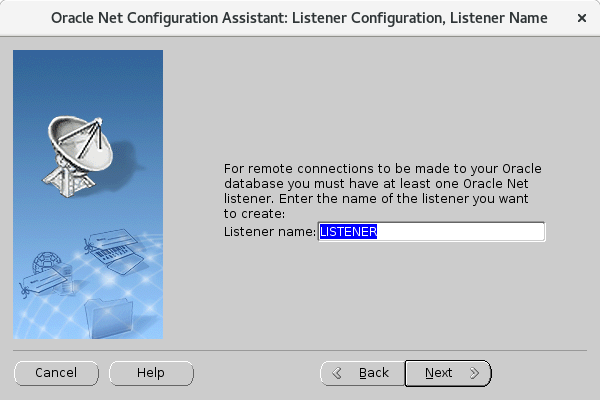 Oracle Net Configuration Assistant: Listener Configuration, Listener Name
For remote connections to be made to your Oracle
database you must have at least one Oracle Net
listener. Enter the name of the listener you want
to create:
Listener name: LISTENER
Cancel Help Back Next